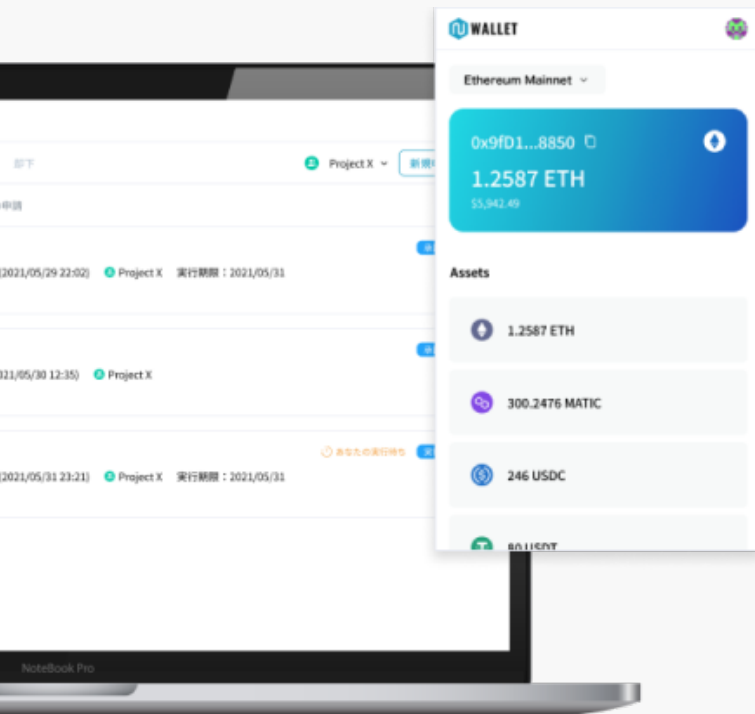 WALLET
Ethereum Mainnet
0x9fD1...8850
1.2587 ETH
$5,942.49
Assets
1.2587 ETH
300.2476 MATIC
246 USDC
80 USDT
部下
Project X
新規
申請
(2021/05/29 22:02) Project X 実行期限：2021/05/31
021/05/30 12:35) Project X
あなたの実行待ち
(2021/05/31 23:21) Project X 実行期限：2021/05/31
NoteBook Pro